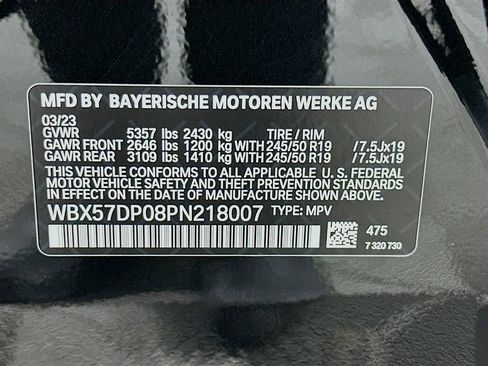 MFD BY BAYERISCHE MOTOREN WERKE AG
03/23
GVWR 5357 lbs 2430 kg TIRE / RIM
GAWR FRONT 2646 lbs 1200 kg WITH 245/50 R19 /7.5Jx19
GAWR REAR 3109 lbs 1410 kg WITH 245/50 R19 /7.5Jx19
THIS VEHICLE CONFORMS TO ALL APPLICABLE U. S. FEDERAL
MOTOR VEHICLE SAFETY AND THEFT PREVENTION STANDARDS
IN EFFECT ON THE DATE OF MANUFACTURE SHOWN ABOVE.
WBX57DP08PN218007 TYPE: MPV
475
7 320 730